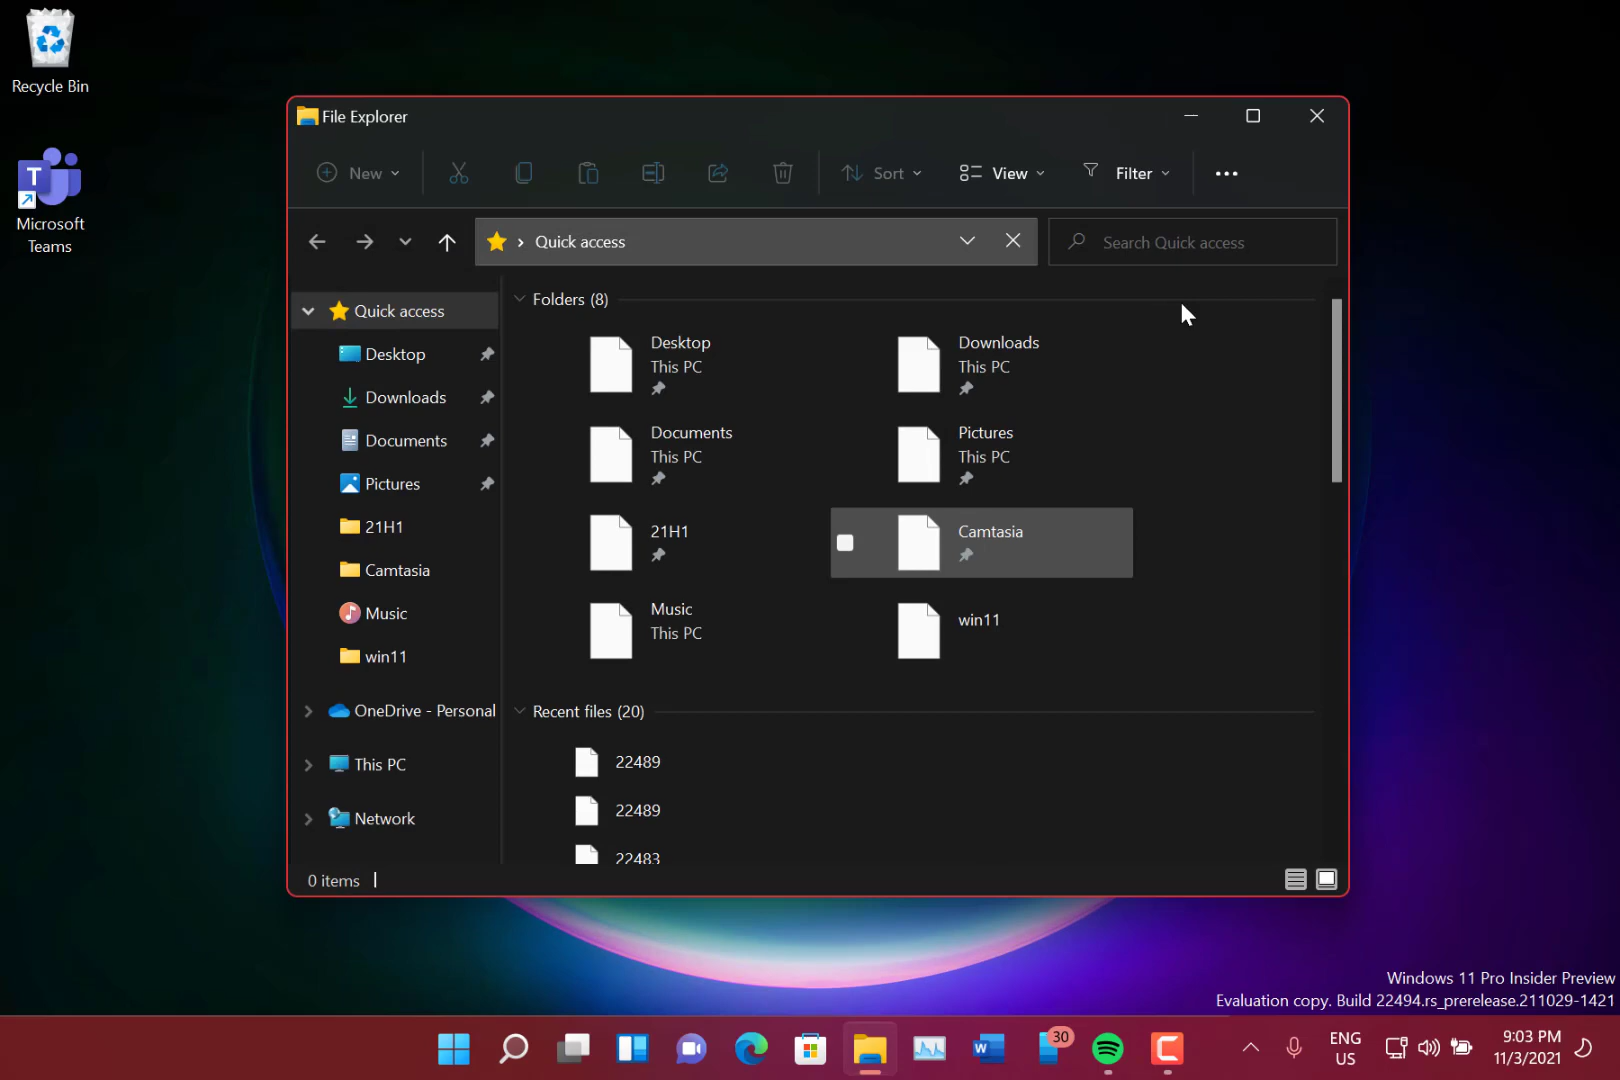 Recycle Bin
Microsoft
Teams
File Explorer
New
Sort
View
Filter
Quick access
Search Quick access
Quick access
Desktop
Downloads
Documents
Pictures
21H1
Camtasia
Music
win11
OneDrive - Personal
This PC
Network
Folders (8)
Desktop
This PC
Downloads
This PC
Documents
This PC
Pictures
This PC
21H1
Camtasia
Music
This PC
win11
Recent files (20)
22489
22489
22483
0 items
Windows 11 Pro Insider Preview
Evaluation copy. Build 22494.rs_prerelease.211029-1421
T
W
30
C
ENG
US
9:03 PM
11/3/2021